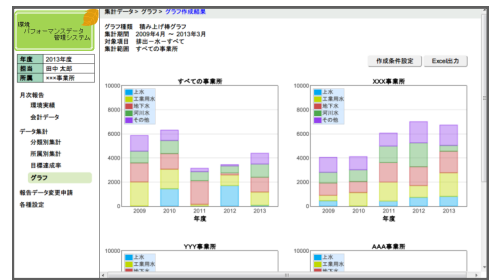 環境
パフォーマンスデータ
管理システム
年度 2013年度
担当 田中 太郎
所属 ×××事業所
月次報告
環境実績
会計データ
データ集計
分類別集計
所属別集計
目標達成率
グラフ
報告データ変更申請
各種設定
集計データ> グラフ> グラフ作成結果
グラフ種類 積み上げ棒グラフ
集計期間 2009年4月 ~ 2013年3月
対象項目 排出－水－すべて
集計範囲 すべての事業所
作成条件設定 Excel出力
すべての事業所
10000
8000
6000
4000
2000
0
上水
工業用水
地下水
河川水
その他
2009 2010 2011 2012 2013
年度
XXX事業所
10000
8000
6000
4000
2000
0
上水
工業用水
地下水
河川水
その他
2009 2010 2011 2012 2013
年度
YYY事業所
10000
上水
工業用水
地下水
AAA事業所
10000
上水
工業用水
地下水